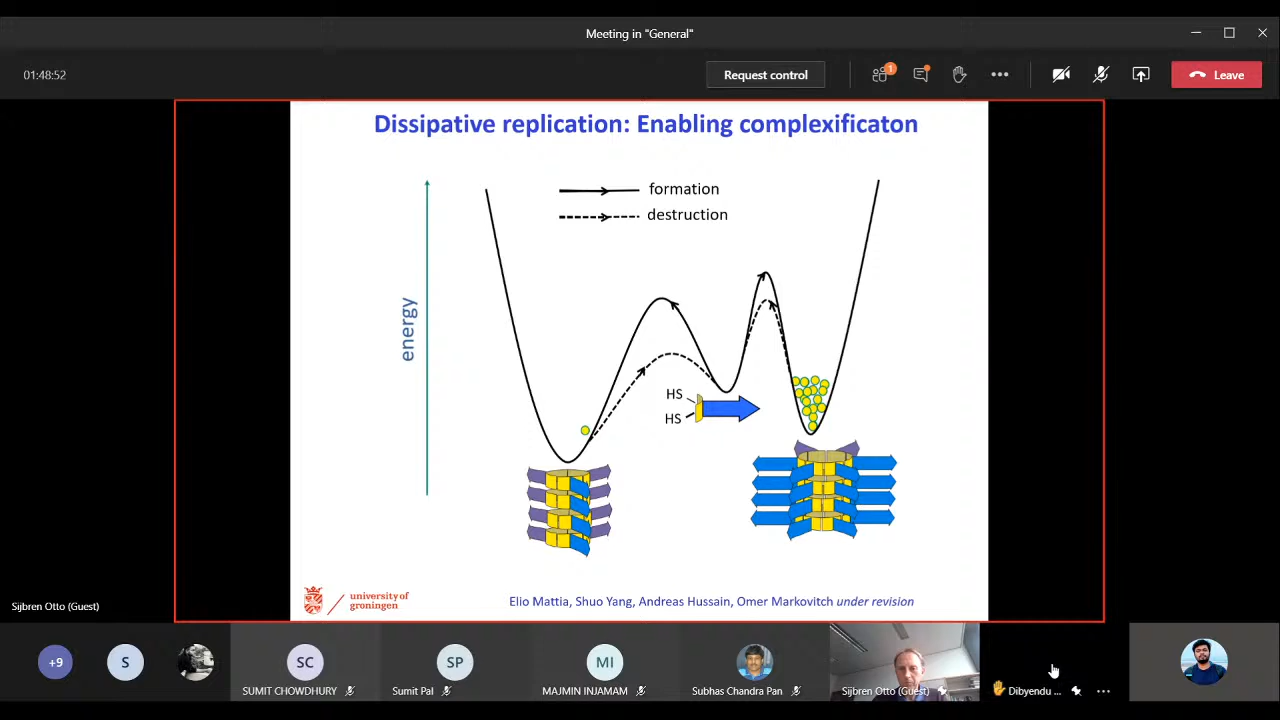 Meeting in "General"
01:48:52
1
Request control
Leave
Dissipative replication: Enabling complexificaton
formation
destruction
energy
HS
HS
university of
groningen
Elio Mattia, Shuo Yang, Andreas Hussain, Omer Markovitch under revision
Sijbren Otto (Guest)
+9
S
SC
SP
MI
SUMIT CHOWDHURY
Sumit Pal
MAJMIN INJAMAM
Subhas Chandra Pan
Sijbren Otto (Guest)
Dibyendu ...